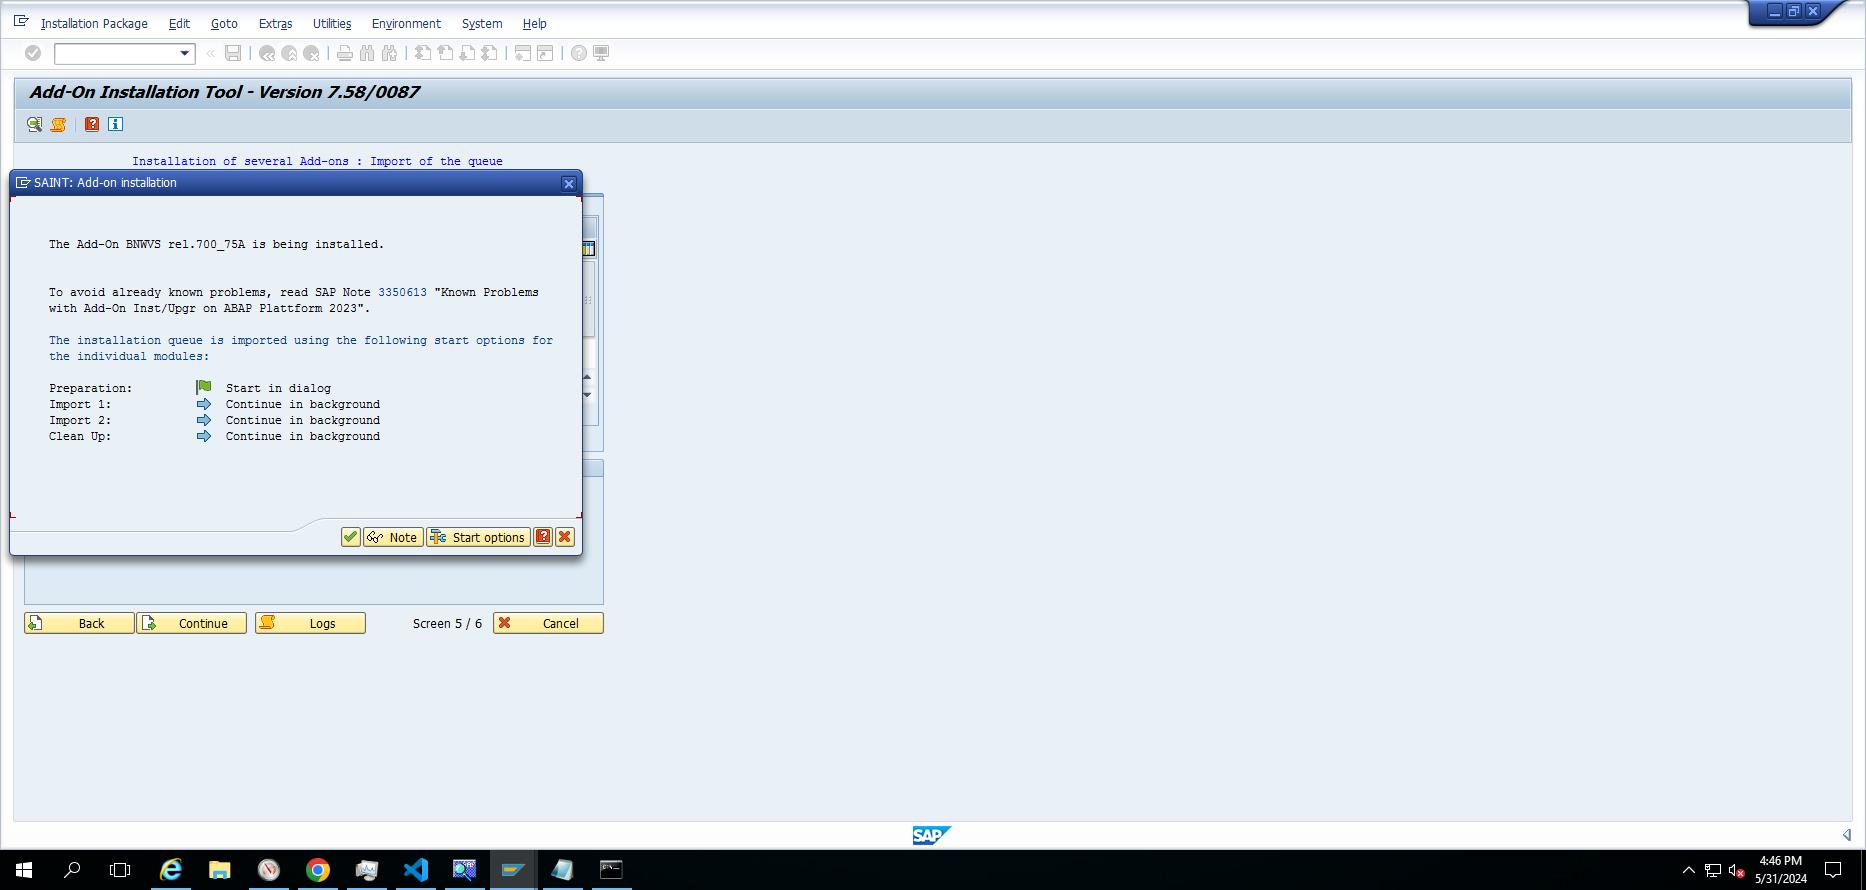 Installation Package Edit Goto Extras Utilities Environment System Help
Add-On Installation Tool - Version 7.58/0087
Installation of several Add-ons : Import of the queue
SAINT: Add-on installation
The Add-On BNWVS rel.700_75A is being installed.
To avoid already known problems, read SAP Note 3350613 "Known Problems
with Add-On Inst/Upgr on ABAP Plattform 2023".
The installation queue is imported using the following start options for
the individual modules:
Preparation: Start in dialog
Import 1: Continue in background
Import 2: Continue in background
Clean Up: Continue in background
Note Start options
Back Continue Logs Screen 5 / 6 Cancel
SAP
4:46 PM
5/31/2024